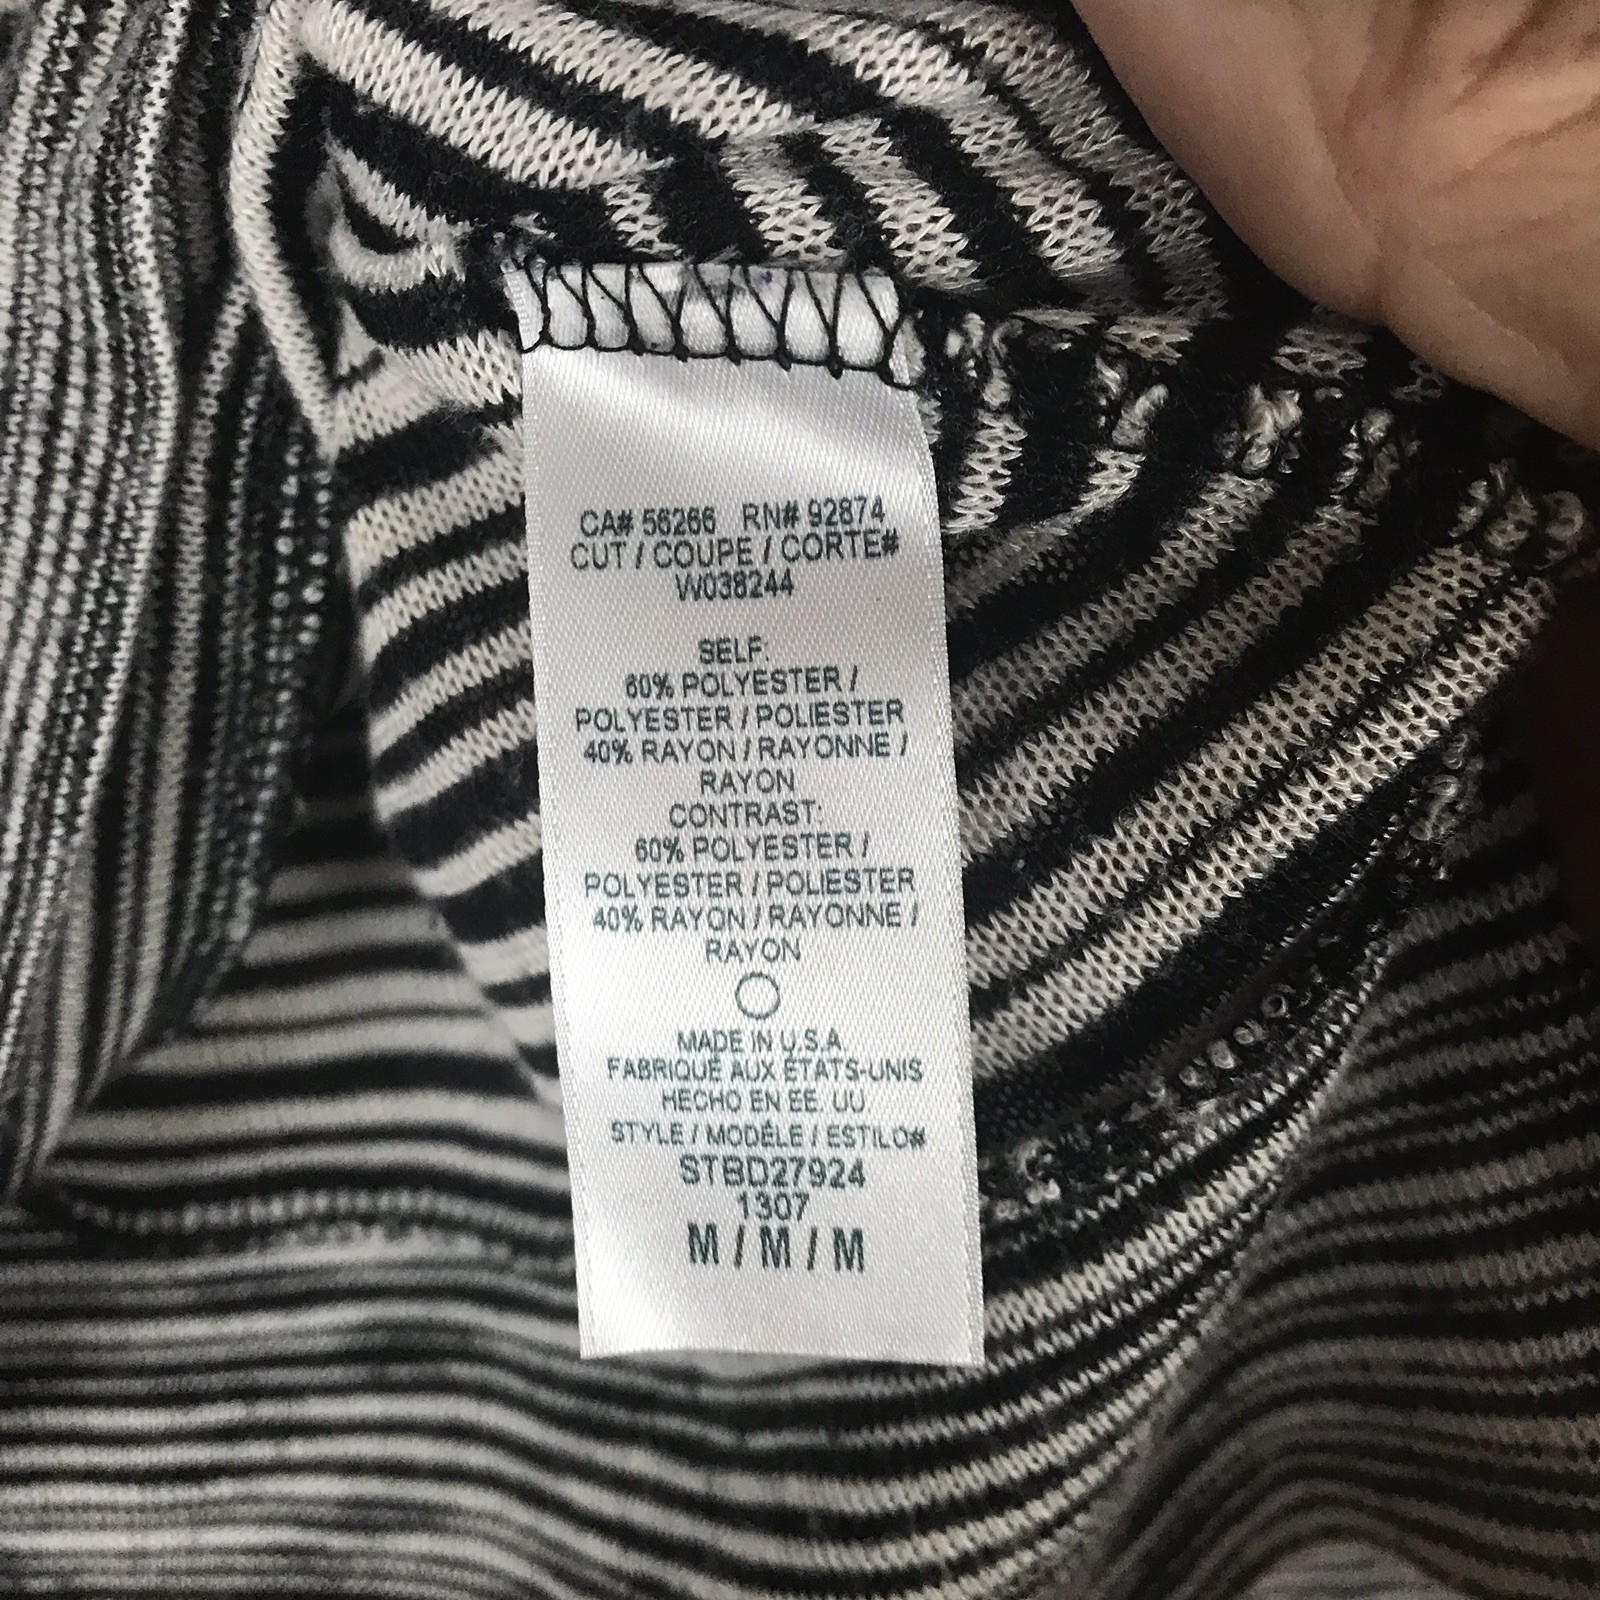 CA# 56266 RN# 92874
CUT / COUPE / CORTE#
W038244
SELF:
60% POLYESTER /
POLYESTER / POLIESTER
40% RAYON / RAYONNE /
RAYON
CONTRAST:
60% POLYESTER /
POLYESTER / POLIESTER
40% RAYON / RAYONNE /
RAYON
MADE IN U.S.A.
FABRIQUÉ AUX ÉTATS-UNIS
HECHO EN EE. UU.
STYLE / MODÈLE / ESTILO#
STBD27924
1307
M / M / M